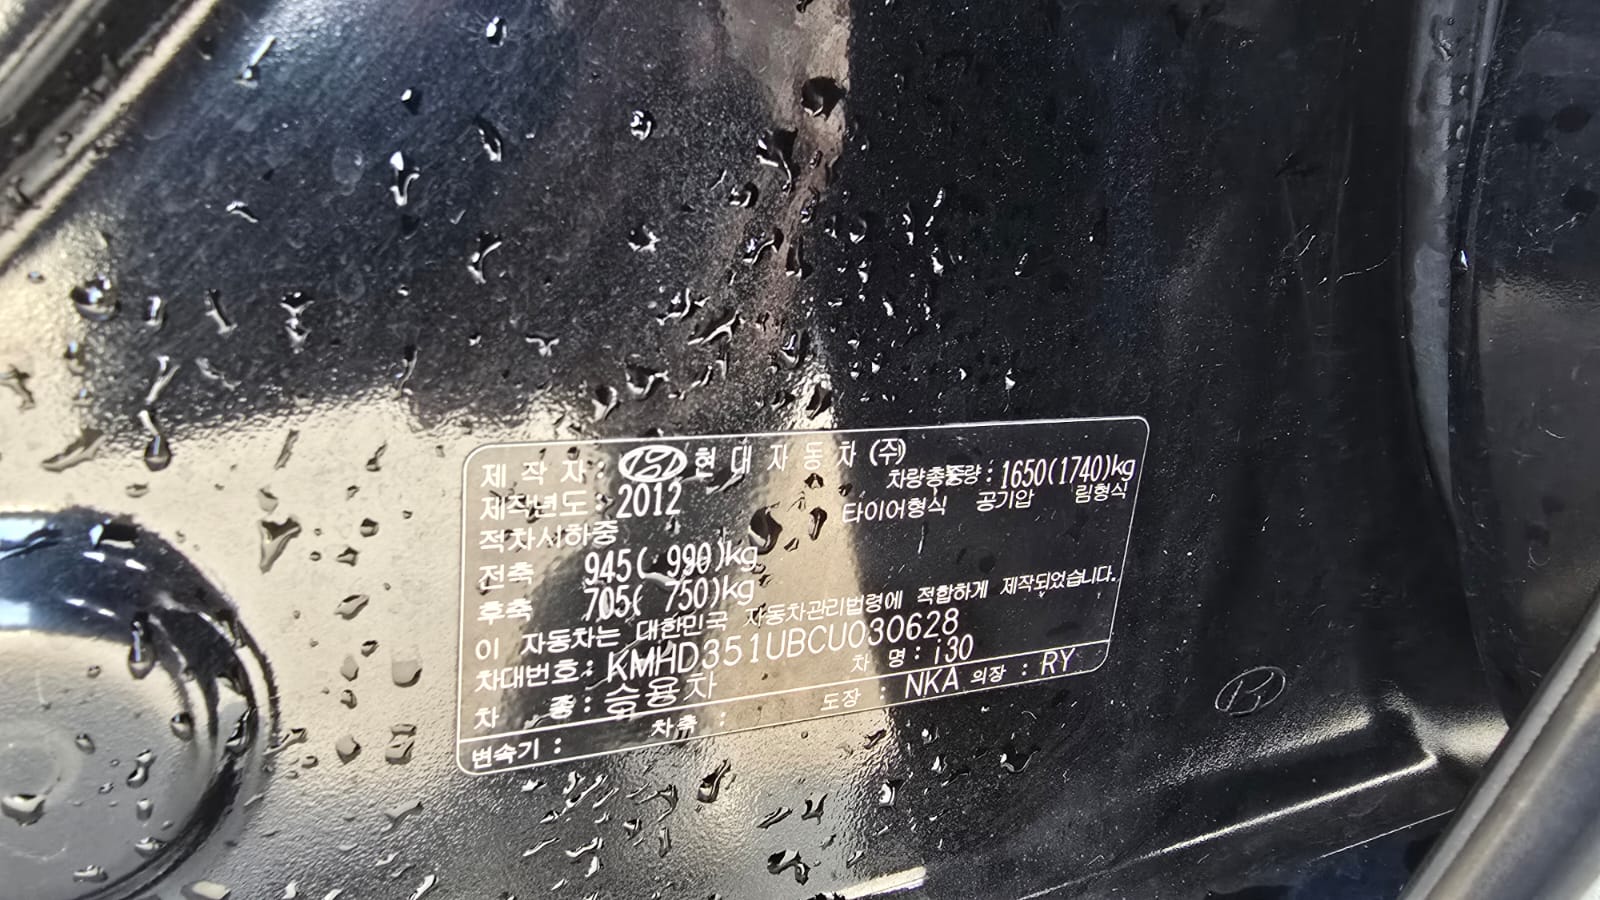 제 작 자 : 현 대 자 동 차 (주)
제작년도 : 2012 차량총중량 : 1650(1740)kg
적차시하중 타이어형식 공기압 림형식
전축 945( 990)kg
후축 705( 750)kg
이 자동차는 대한민국 자동차관리법령에 적합하게 제작되었습니다.
차대번호 : KMHD351UBCU030628
차 종 : 승용차 차 명 : i30
변속기 : 차축 : 도장 : NKA 의장 : RY